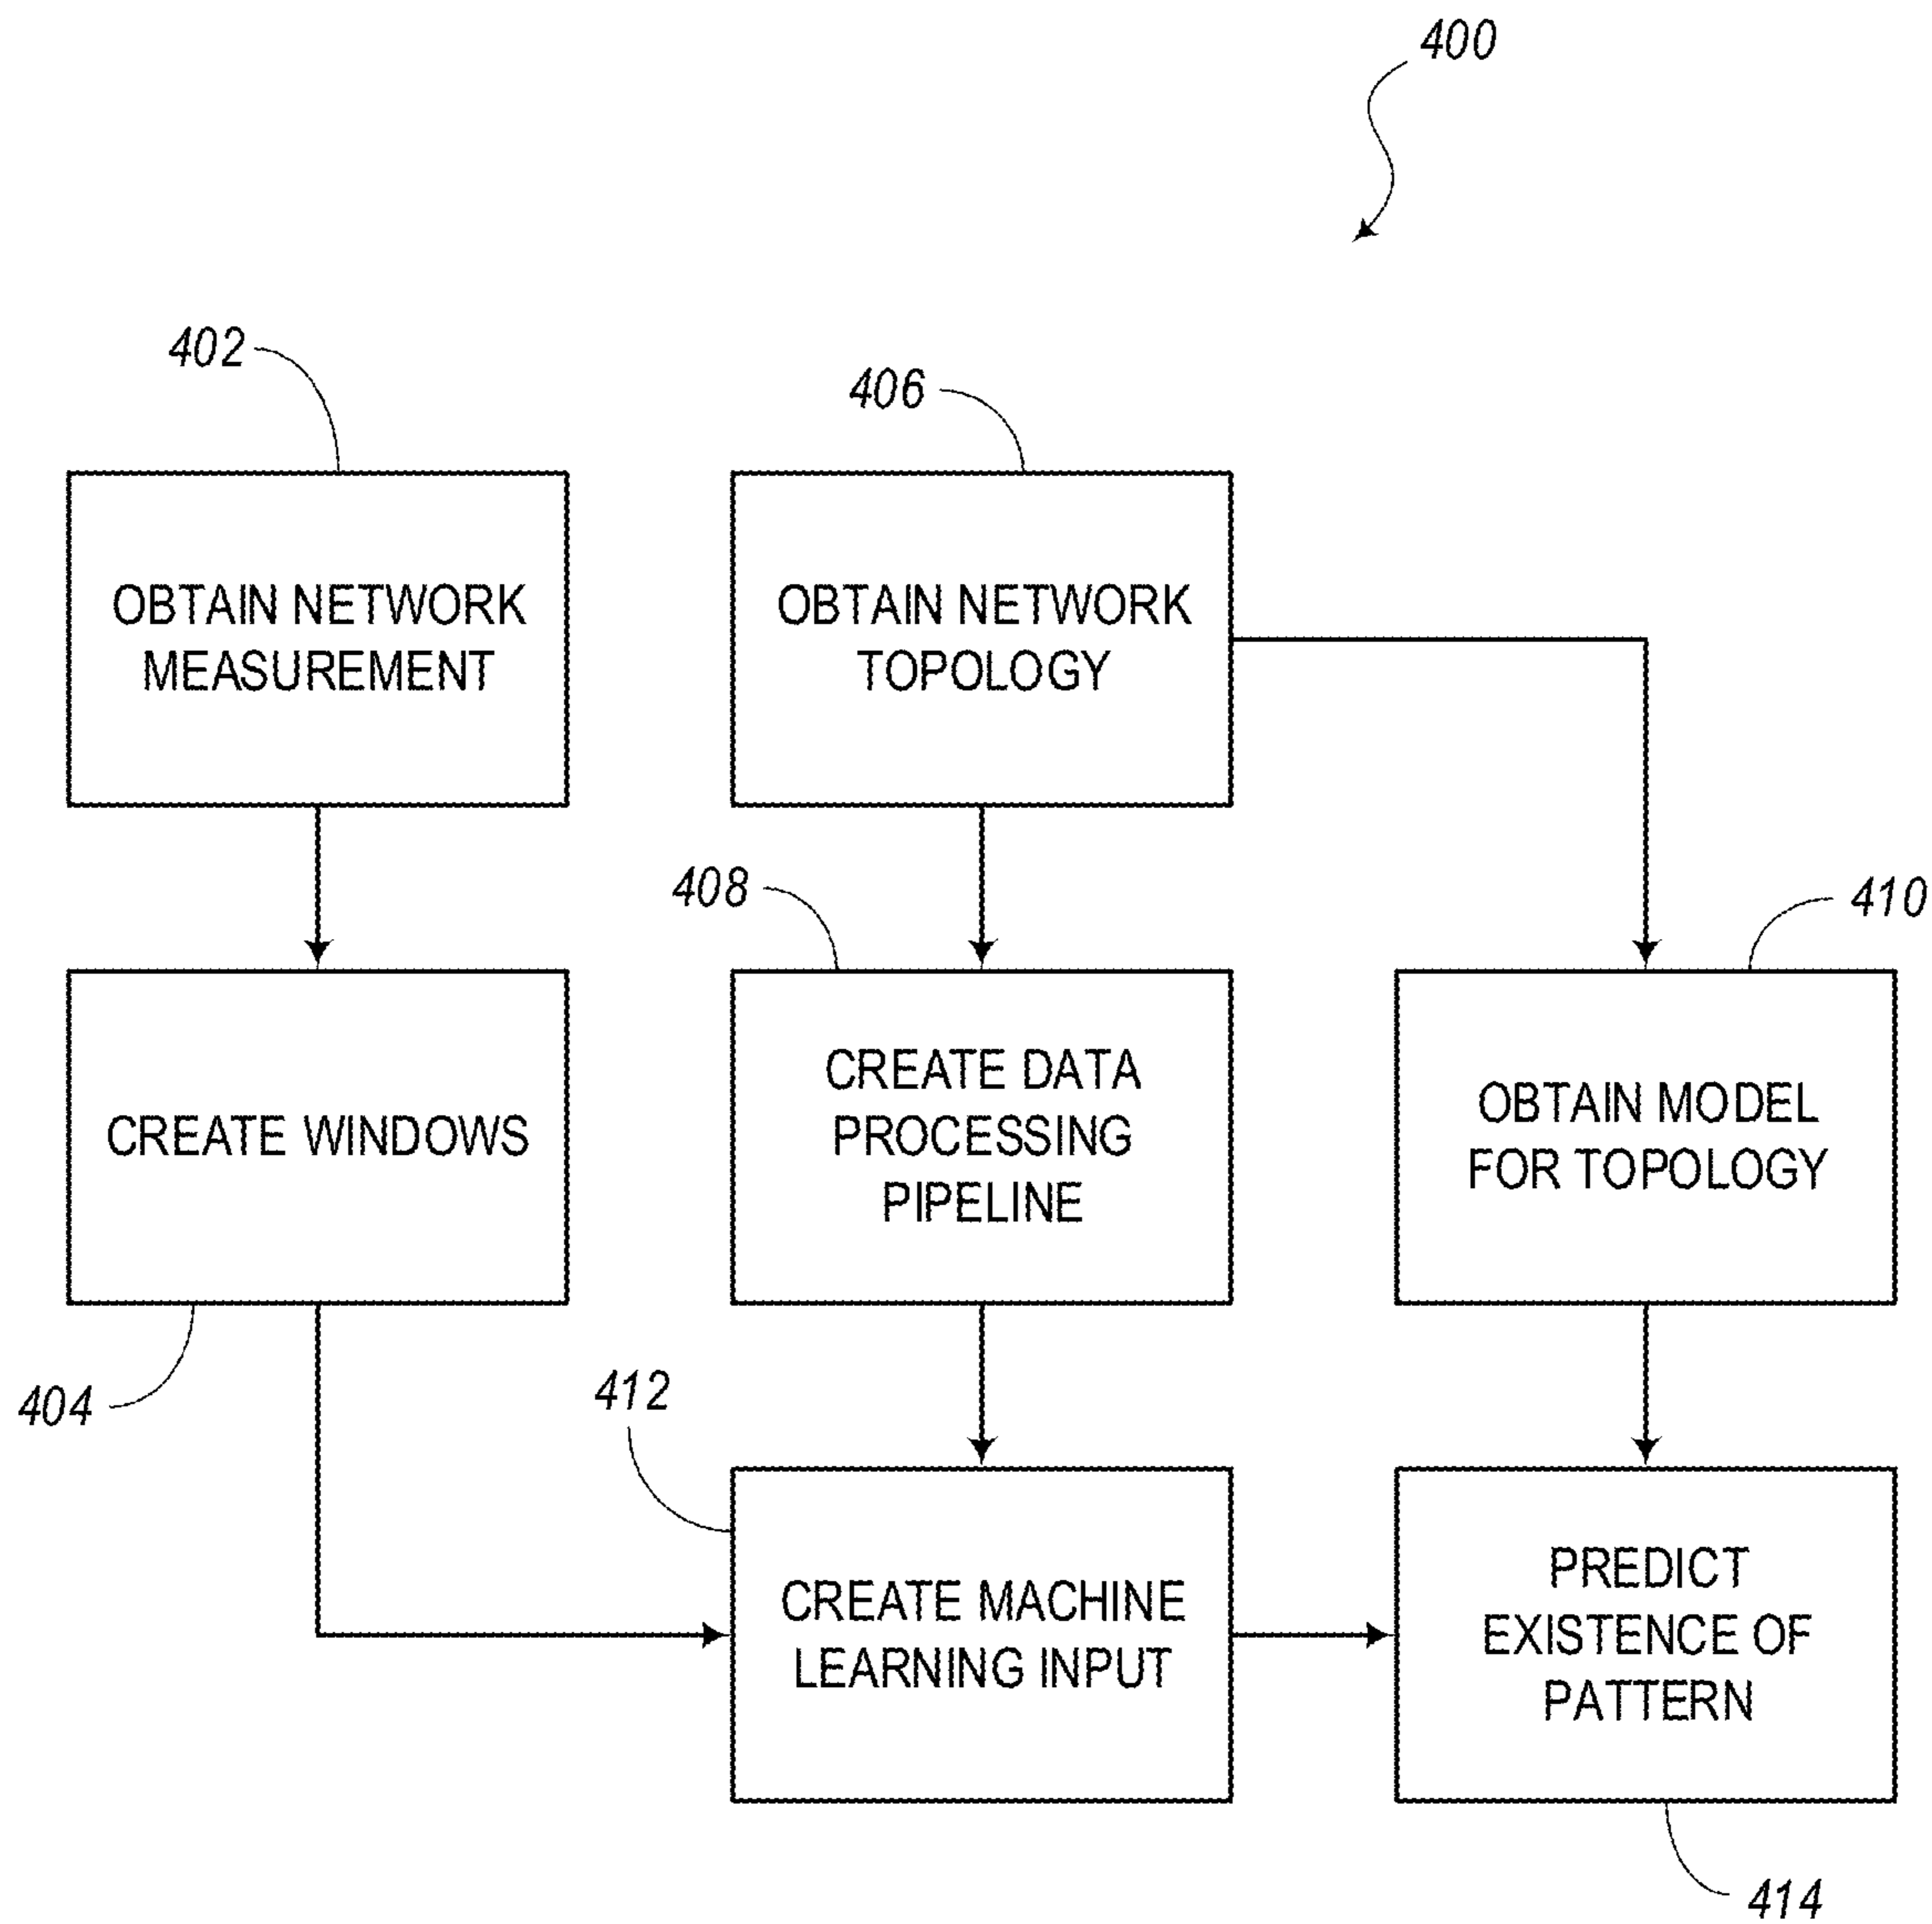 400
402
406
OBTAIN NETWORK
MEASUREMENT
OBTAIN NETWORK
TOPOLOGY
408
410
CREATE WINDOWS
CREATE DATA
PROCESSING
PIPELINE
OBTAIN MODEL
FOR TOPOLOGY
404
412
CREATE MACHINE
LEARNING INPUT
PREDICT
EXISTENCE OF
PATTERN
414